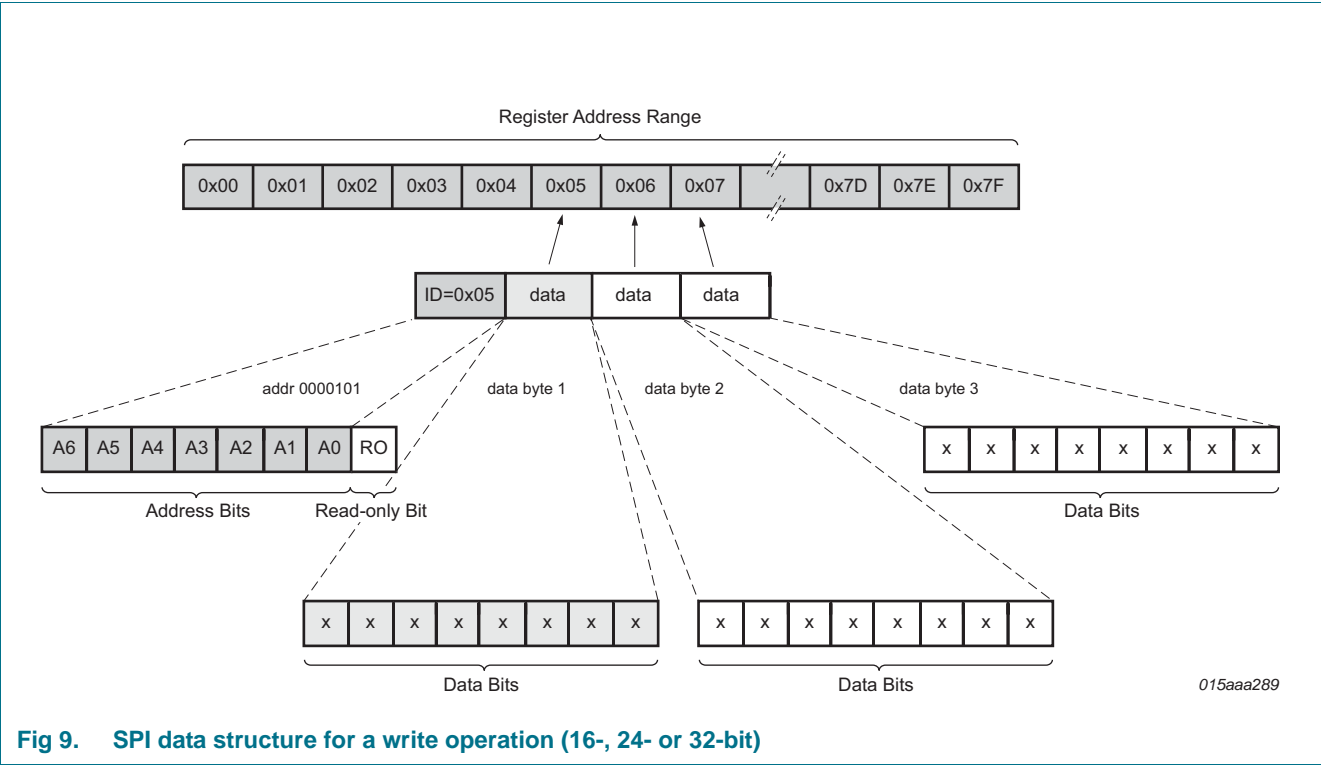 Register Address Range
0x00 0x01 0x02 0x03 0x04 0x05 0x06 0x07 0x7D 0x7E 0x7F
ID=0x05 data data data
addr 0000101 data byte 1 data byte 2 data byte 3
A6 A5 A4 A3 A2 A1 A0 RO x x x x x x x x
Address Bits Read-only Bit Data Bits
x x x x x x x x x x x x x x x x
Data Bits Data Bits
015aaa289
Fig 9. SPI data structure for a write operation (16-, 24- or 32-bit)